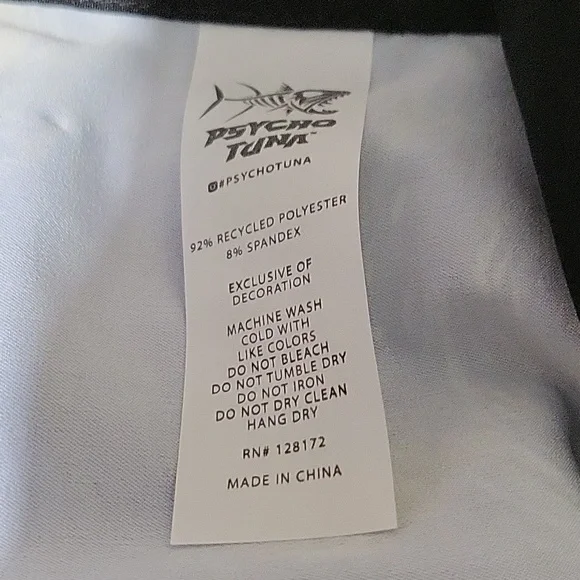 PSYCHO
TUNA™
#PSYCHOTUNA
92% RECYCLED POLYESTER
8% SPANDEX
EXCLUSIVE OF
DECORATION
MACHINE WASH
COLD WITH
LIKE COLORS
DO NOT BLEACH
DO NOT TUMBLE DRY
DO NOT IRON
DO NOT DRY CLEAN
HANG DRY
RN# 128172
MADE IN CHINA